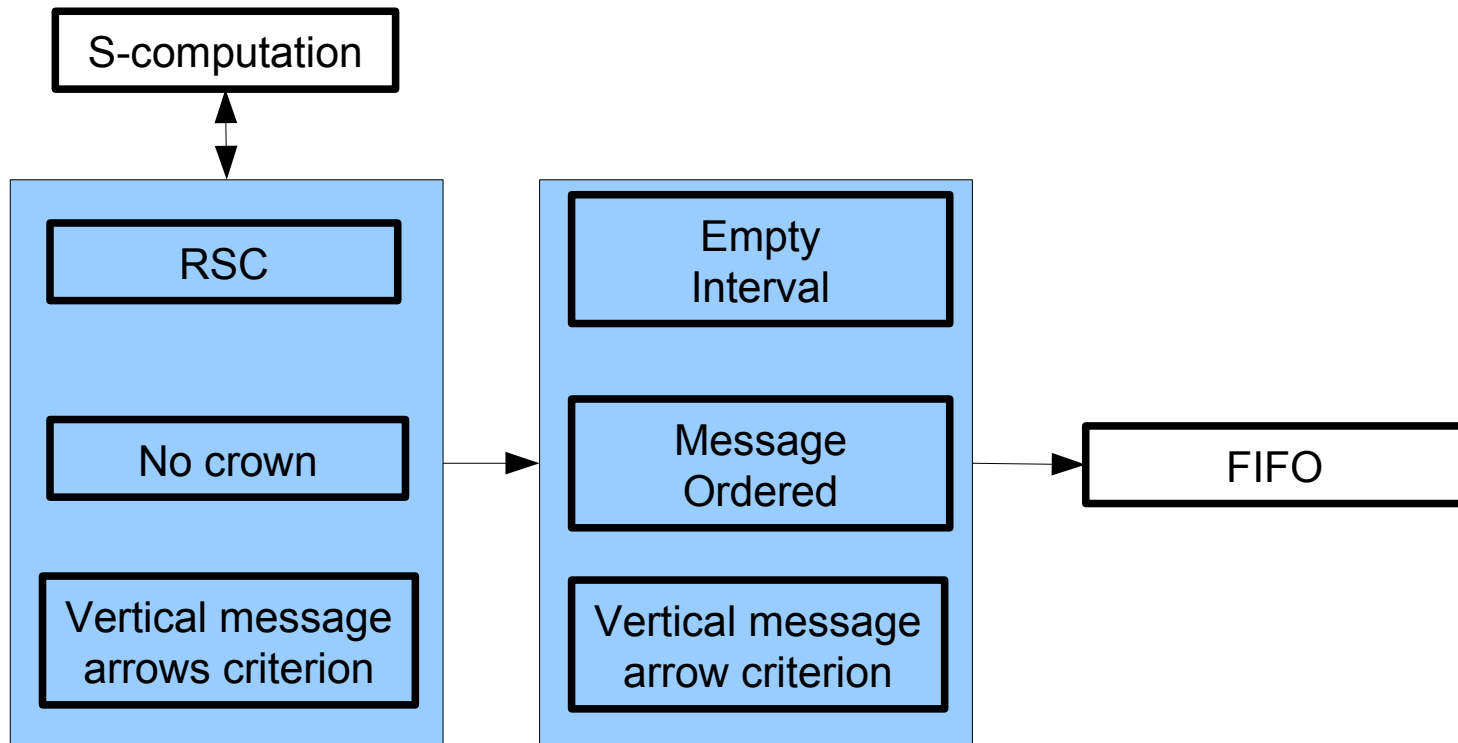 S-computation
RSC
No crown
Vertical message
arrows criterion
Empty
Interval
Message
Ordered
Vertical message
arrow criterion
FIFO